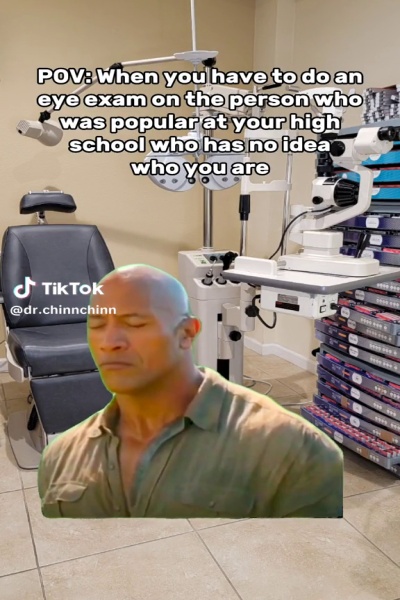 POV: When you have to do an
eye exam on the person who
was popular at your high
school who has no idea
who you are
TikTok
@dr.chinnchinn